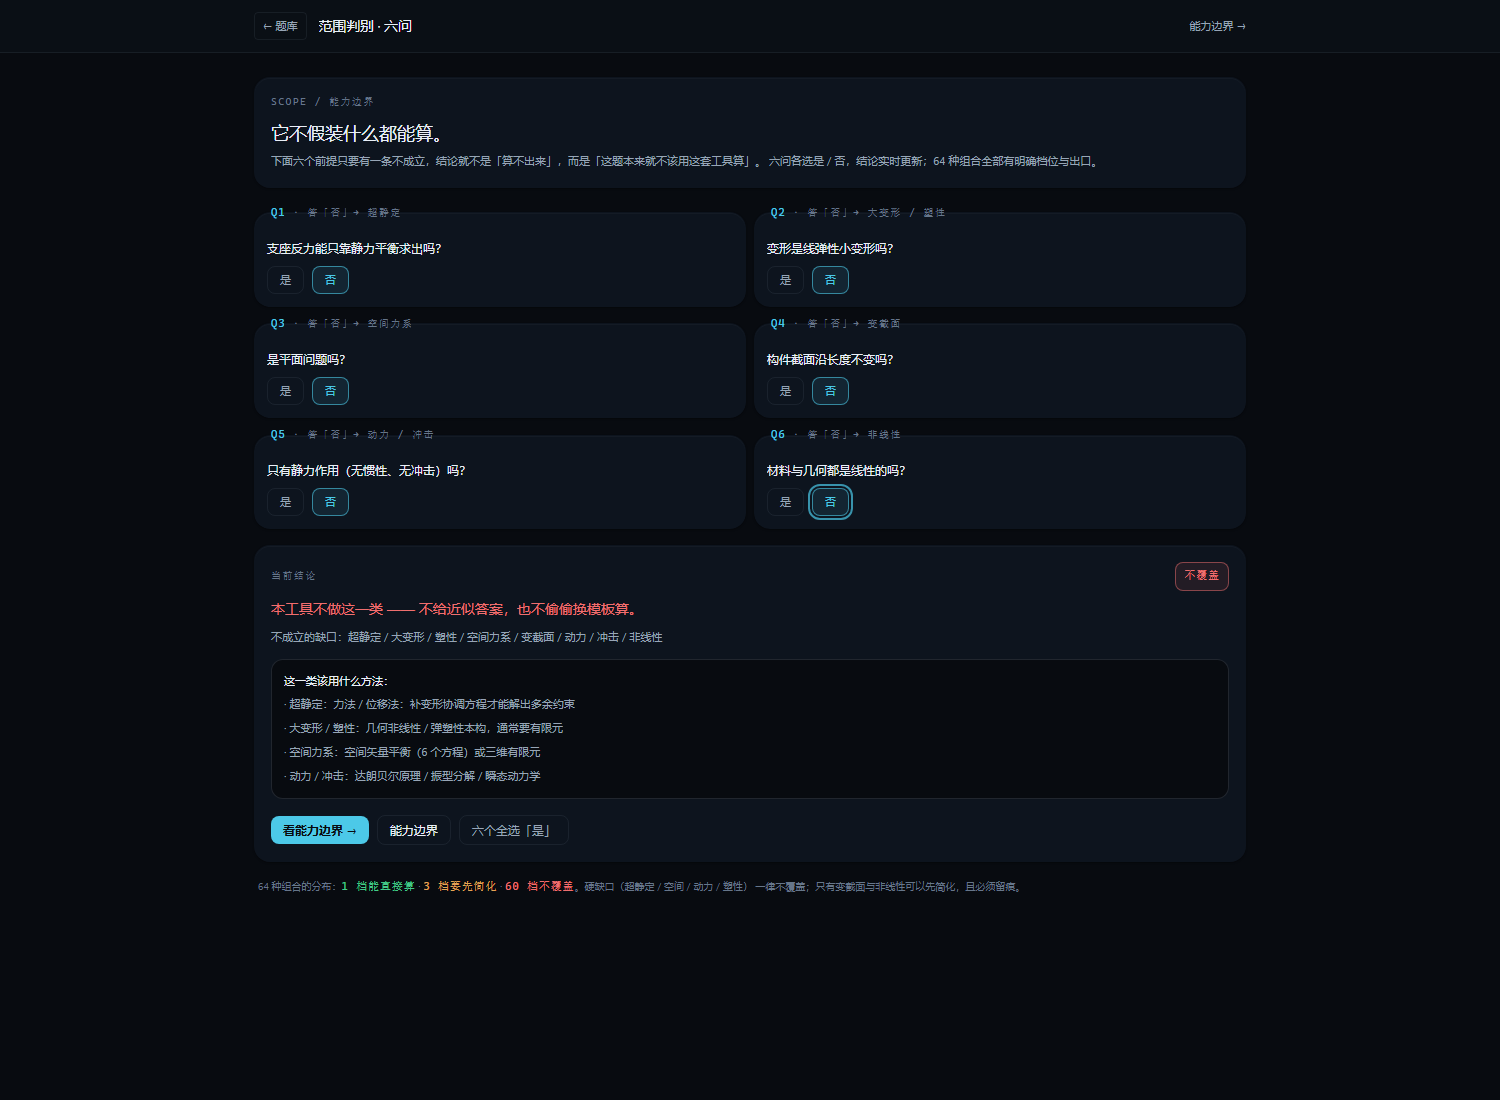 ← 题库
范围判别 · 六问
能力边界 →
SCOPE / 能力边界
它不假装什么都能算。
下面六个前提只要有一条不成立，结论就不是「算不出来」，而是「这题本来就不该用这套工具算」。 六问各选是 / 否，结论实时更新；64 种组合全部有明确档位与出口。
Q1 · 答「否」→ 超静定
支座反力能只靠静力平衡求出吗?
是 否
Q2 · 答「否」→ 大变形 / 塑性
变形是线弹性小变形吗?
是 否
Q3 · 答「否」→ 空间力系
是平面问题吗?
是 否
Q4 · 答「否」→ 变截面
构件截面沿长度不变吗?
是 否
Q5 · 答「否」→ 动力 / 冲击
只有静力作用（无惯性、无冲击）吗?
是 否
Q6 · 答「否」→ 非线性
材料与几何都是线性的吗?
是 否
当前结论
不覆盖
本工具不做这一类 —— 不给近似答案，也不偷偷换模板算。
不成立的缺口：超静定 / 大变形 / 塑性 / 空间力系 / 变截面 / 动力 / 冲击 / 非线性
这一类该用什么方法：
· 超静定：力法 / 位移法：补变形协调方程才能解出多余约束
· 大变形 / 塑性：几何非线性 / 弹塑性本构，通常要有限元
· 空间力系：空间矢量平衡（6 个方程）或三维有限元
· 动力 / 冲击：达朗贝尔原理 / 振型分解 / 瞬态动力学
看能力边界 →
能力边界
六个全选「是」
64 种组合的分布：1 档能直接算 · 3 档要先简化 · 60 档不覆盖。硬缺口（超静定 / 空间 / 动力 / 塑性）一律不覆盖；只有变截面与非线性可以先简化，且必须留痕。